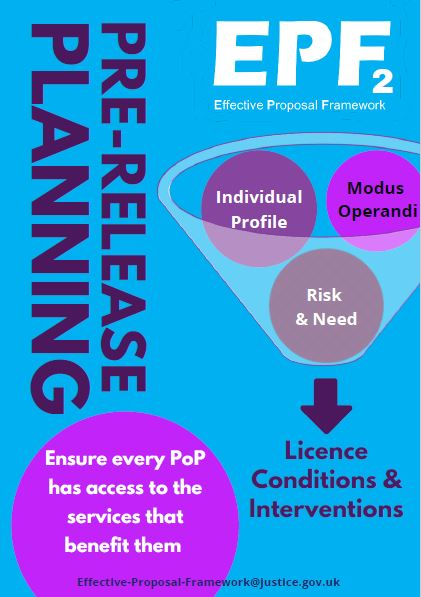 PRE-RELEASE
PLANNING
EPF2
Effective Proposal Framework
Individual
Profile
Modus
Operandi
Risk
& Need
Licence
Conditions &
Interventions
Ensure every PoP
has access to the
services that
benefit them
Effective-Proposal-Framework@justice.gov.uk